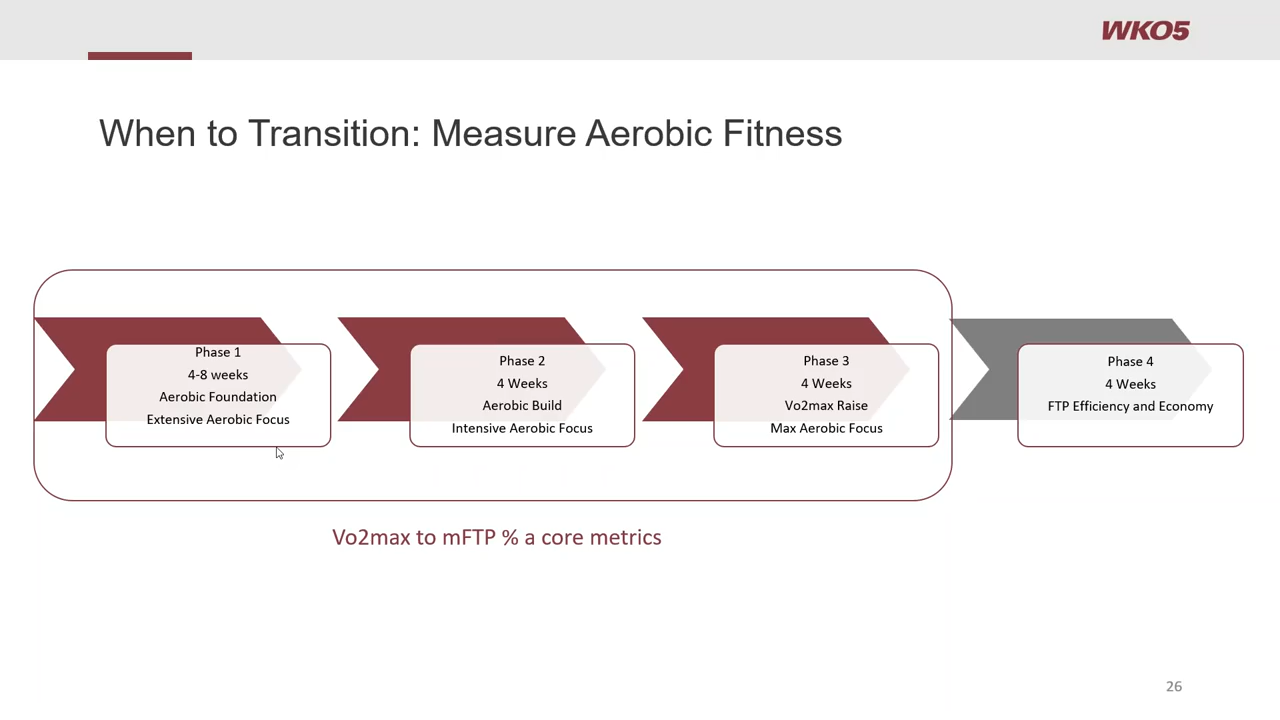 WKO5
When to Transition: Measure Aerobic Fitness
Phase 1
4-8 weeks
Aerobic Foundation
Extensive Aerobic Focus
Phase 2
4 Weeks
Aerobic Build
Intensive Aerobic Focus
Phase 3
4 Weeks
Vo2max Raise
Max Aerobic Focus
Phase 4
4 Weeks
FTP Efficiency and Economy
Vo2max to mFTP % a core metrics
26